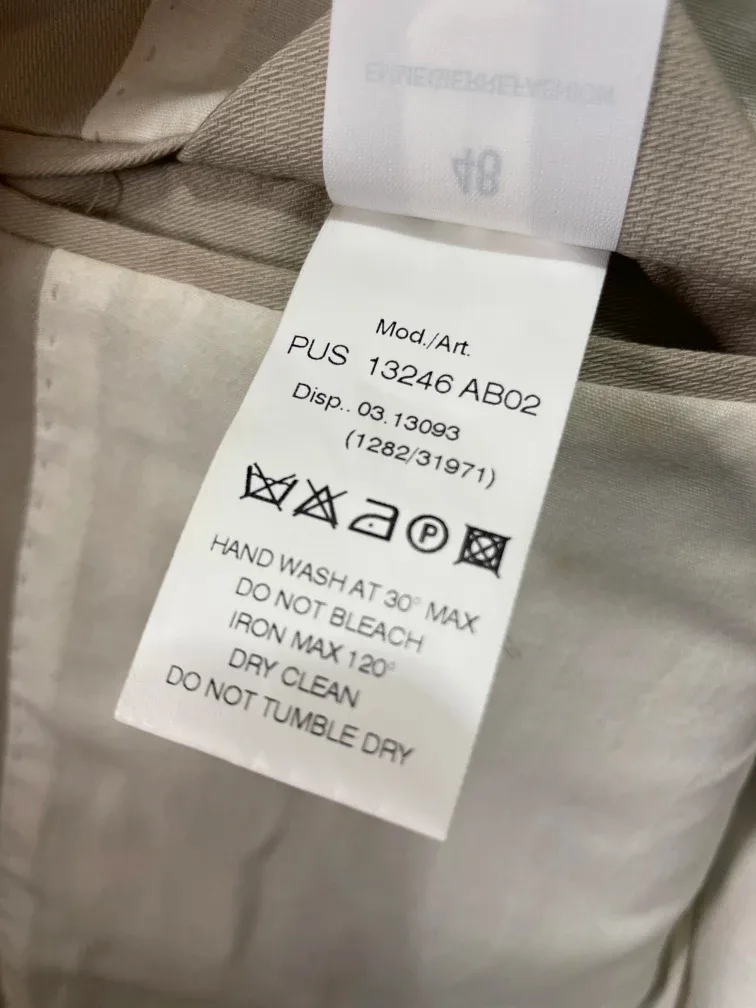 48
Mod./Art.
PUS 13246 AB02
Disp.. 03.13093
(1282/31971)
P
HAND WASH AT 30° MAX
DO NOT BLEACH
IRON MAX 120°
DRY CLEAN
DO NOT TUMBLE DRY